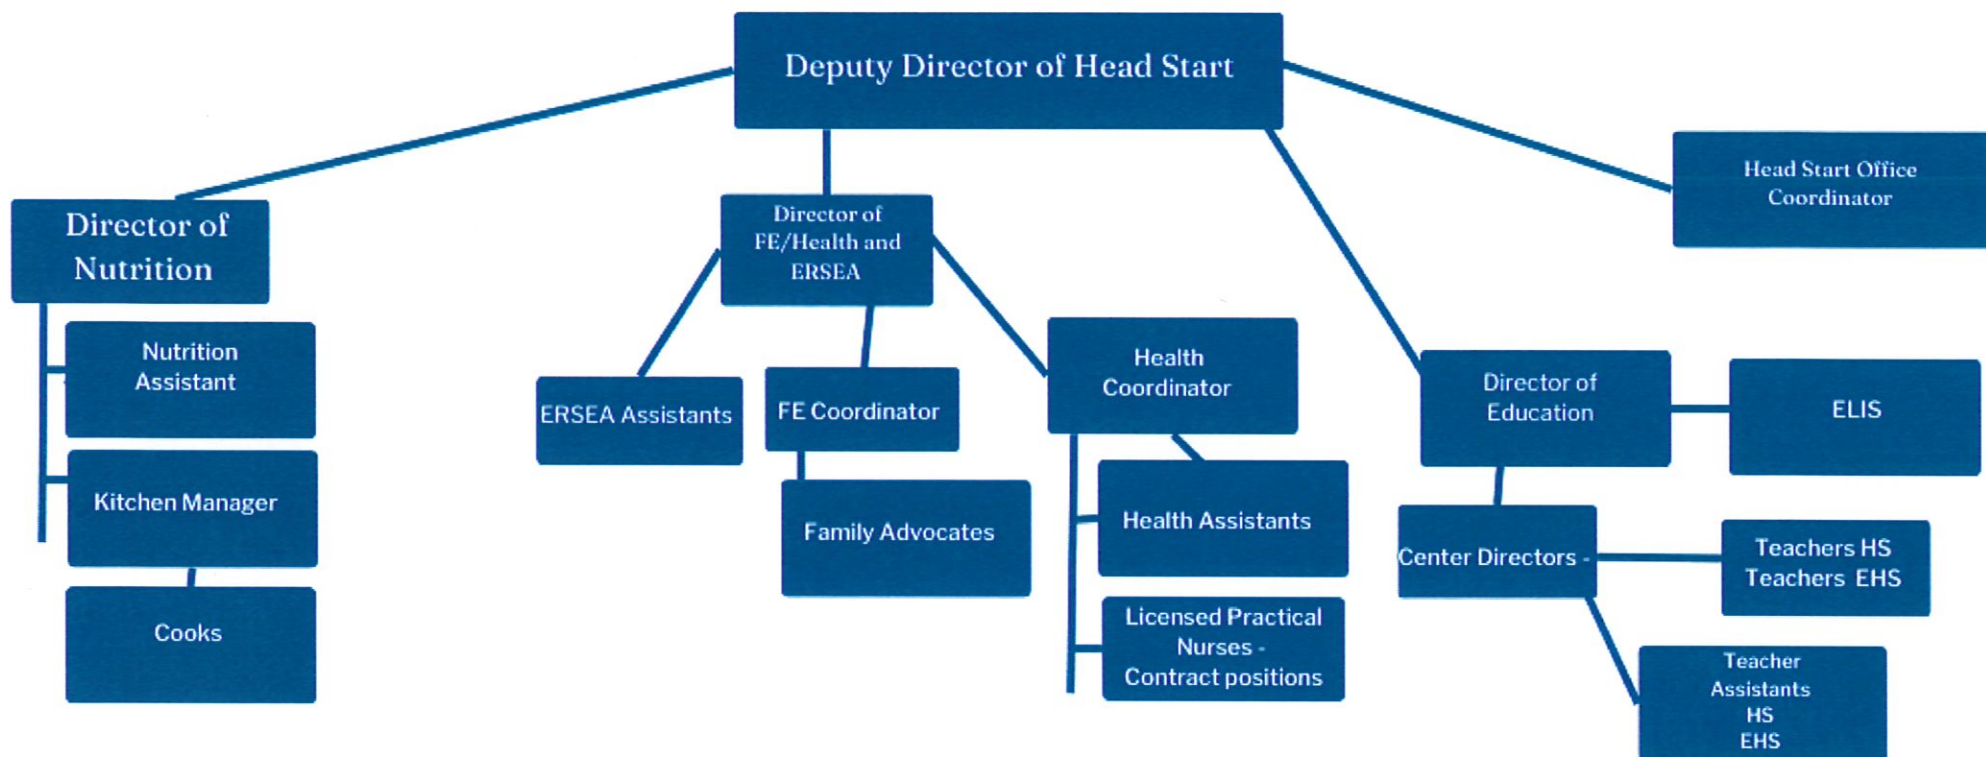 Deputy Director of Head Start
Head Start Office
Coordinator
Director of
Nutrition
Director of
FE/Health and
ERSEA
Nutrition
Assistant
Kitchen Manager
Cooks
ERSEA Assistants
FE Coordinator
Family Advocates
Health
Coordinator
Health Assistants
Licensed Practical
Nurses -
Contract positions
Director of
Education
ELIS
Center Directors -
Teachers HS
Teachers EHS
Teacher
Assistants
HS
EHS